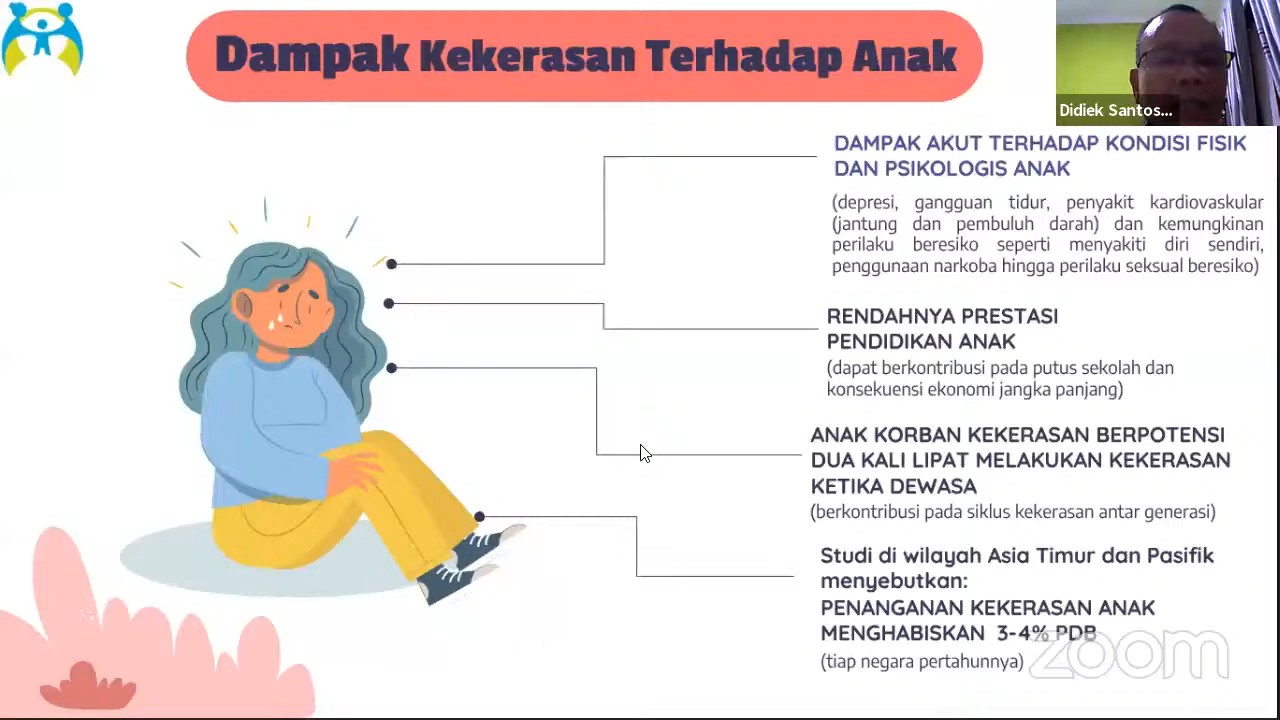 Dampak Kekerasan Terhadap Anak
Didiek Santos...
DAMPAK AKUT TERHADAP KONDISI FISIK
DAN PSIKOLOGIS ANAK
(depresi, gangguan tidur, penyakit kardiovaskular
(jantung dan pembuluh darah) dan kemungkinan
perilaku beresiko seperti menyakiti diri sendiri,
penggunaan narkoba hingga perilaku seksual beresiko)
RENDAHNYA PRESTASI
PENDIDIKAN ANAK
(dapat berkontribusi pada putus sekolah dan
konsekuensi ekonomi jangka panjang)
ANAK KORBAN KEKERASAN BERPOTENSI
DUA KALI LIPAT MELAKUKAN KEKERASAN
KETIKA DEWASA
(berkontribusi pada siklus kekerasan antar generasi)
Studi di wilayah Asia Timur dan Pasifik
menyebutkan:
PENANGANAN KEKERASAN ANAK
MENGHABISKAN 3-4% PDB
(tiap negara pertahunnya)
zoom